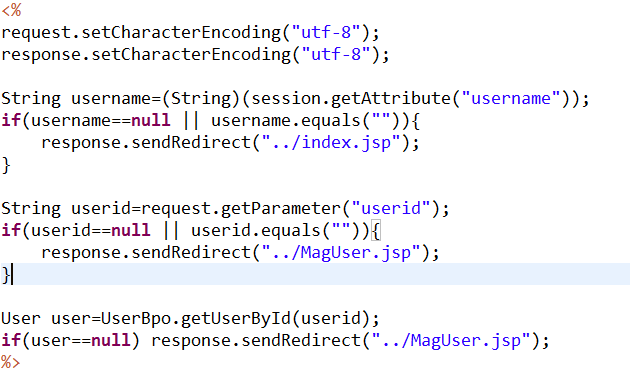 <%
request.setCharacterEncoding("utf-8");
response.setCharacterEncoding("utf-8");
String username=(String)(session.getAttribute("username"));
if(username==null || username.equals("")){
    response.sendRedirect("../index.jsp");
}
String userid=request.getParameter("userid");
if(userid==null || userid.equals("")){
    response.sendRedirect("../MagUser.jsp");
}
User user=UserBpo.getUserById(userid);
if(user==null) response.sendRedirect("../MagUser.jsp");
%>